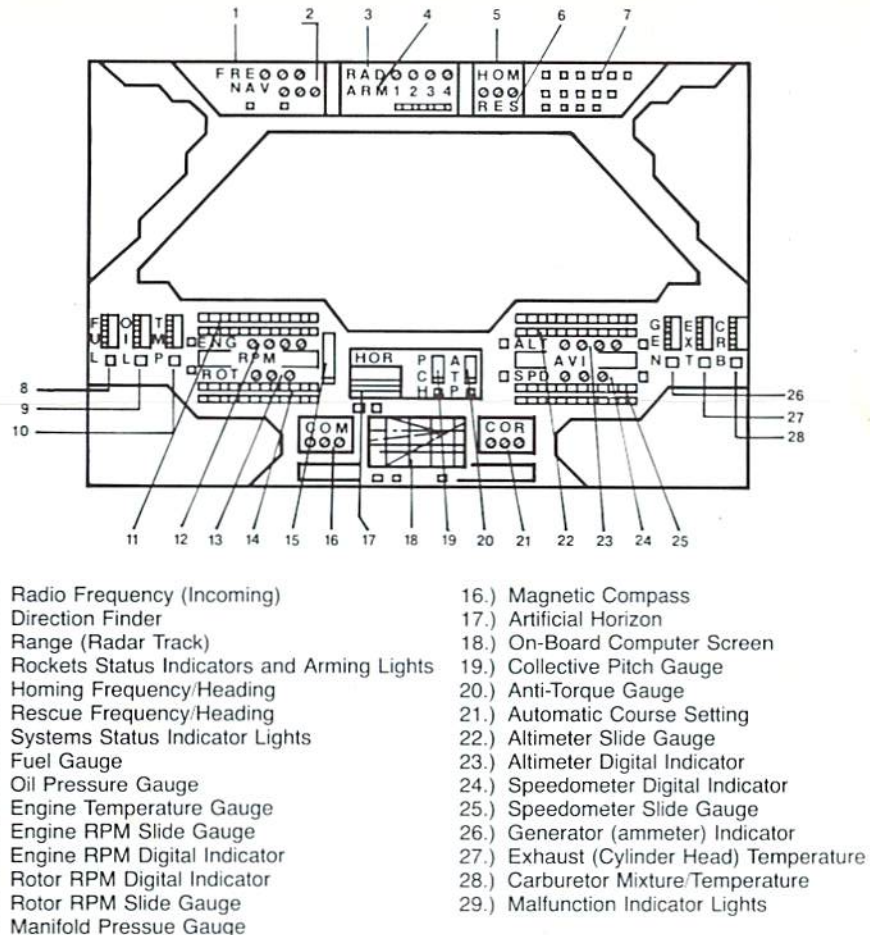 1 2 3 4 5 6 7
FRE RAD HOM
NAV ARM 1 2 3 4
RES
F O T G E C
U I M ENG ALT E X R
L L P RPM HOR P A AVI N T B
ROT C T SPD
H P
8 26
9 27
10 COM COR 28
11 12 13 14 15 16 17 18 19 20 21 22 23 24 25
Radio Frequency (Incoming)
Direction Finder
Range (Radar Track)
Rockets Status Indicators and Arming Lights
Homing Frequency/Heading
Rescue Frequency/Heading
Systems Status Indicator Lights
Fuel Gauge
Oil Pressure Gauge
Engine Temperature Gauge
Engine RPM Slide Gauge
Engine RPM Digital Indicator
Rotor RPM Digital Indicator
Rotor RPM Slide Gauge
Manifold Pressue Gauge
16.) Magnetic Compass
17.) Artificial Horizon
18.) On-Board Computer Screen
19.) Collective Pitch Gauge
20.) Anti-Torque Gauge
21.) Automatic Course Setting
22.) Altimeter Slide Gauge
23.) Altimeter Digital Indicator
24.) Speedometer Digital Indicator
25.) Speedometer Slide Gauge
26.) Generator (ammeter) Indicator
27.) Exhaust (Cylinder Head) Temperature
28.) Carburetor Mixture/Temperature
29.) Malfunction Indicator Lights